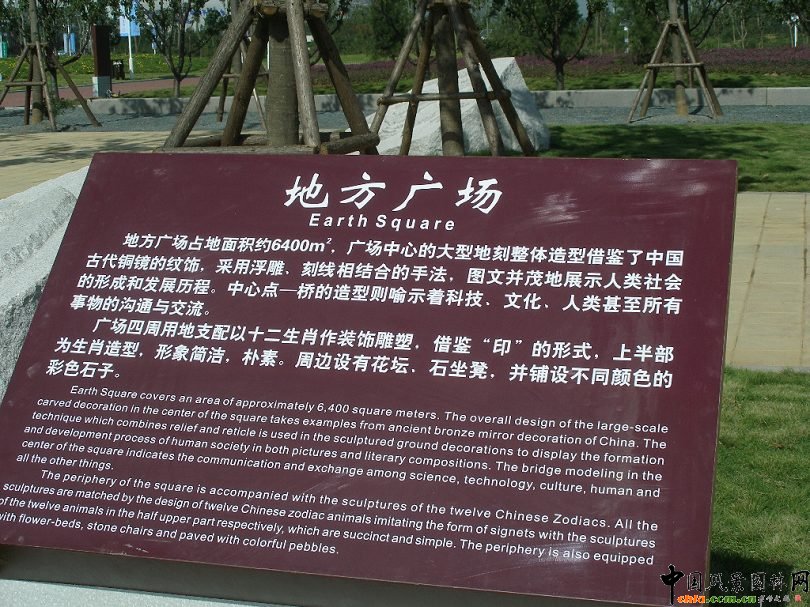 地方广场
Earth Square
地方广场占地面积约6400m²，广场中心的大型地刻整体造型借鉴了中国
古代铜镜的纹饰，采用浮雕、刻线相结合的手法，图文并茂地展示人类社会
的形成和发展历程。中心点—桥的造型则喻示着科技、文化、人类甚至所有
事物的沟通与交流。
广场四周用地支配以十二生肖作装饰雕塑，借鉴“印”的形式，上半部
为生肖造型，形象简洁，朴素。周边设有花坛．石坐凳，并铺设不同颜色的
彩色石子。
Earth Square covers an area of approximately 6,400 square meters. The overall design of the large-scale
carved decoration in the center of the square takes examples from ancient bronze mirror decoration of China. The
technique which combines relief and reticle is used in the sculptured ground decorations to display the formation
and development process of human society in both pictures and literary compositions. The bridge modeling in the
center of the square indicates the communication and exchange among science, technology, culture, human and
all the other things.
The periphery of the square is accompanied with the sculptures of the twelve Chinese Zodiacs. All the
sculptures are matched by the design of twelve Chinese zodiac animals imitating the form of signets with the sculptures
of the twelve animals in the half upper part respectively, which are succinct and simple. The periphery is also equipped
with flower-beds, stone chairs and paved with colorful pebbles.
中国风景园林网